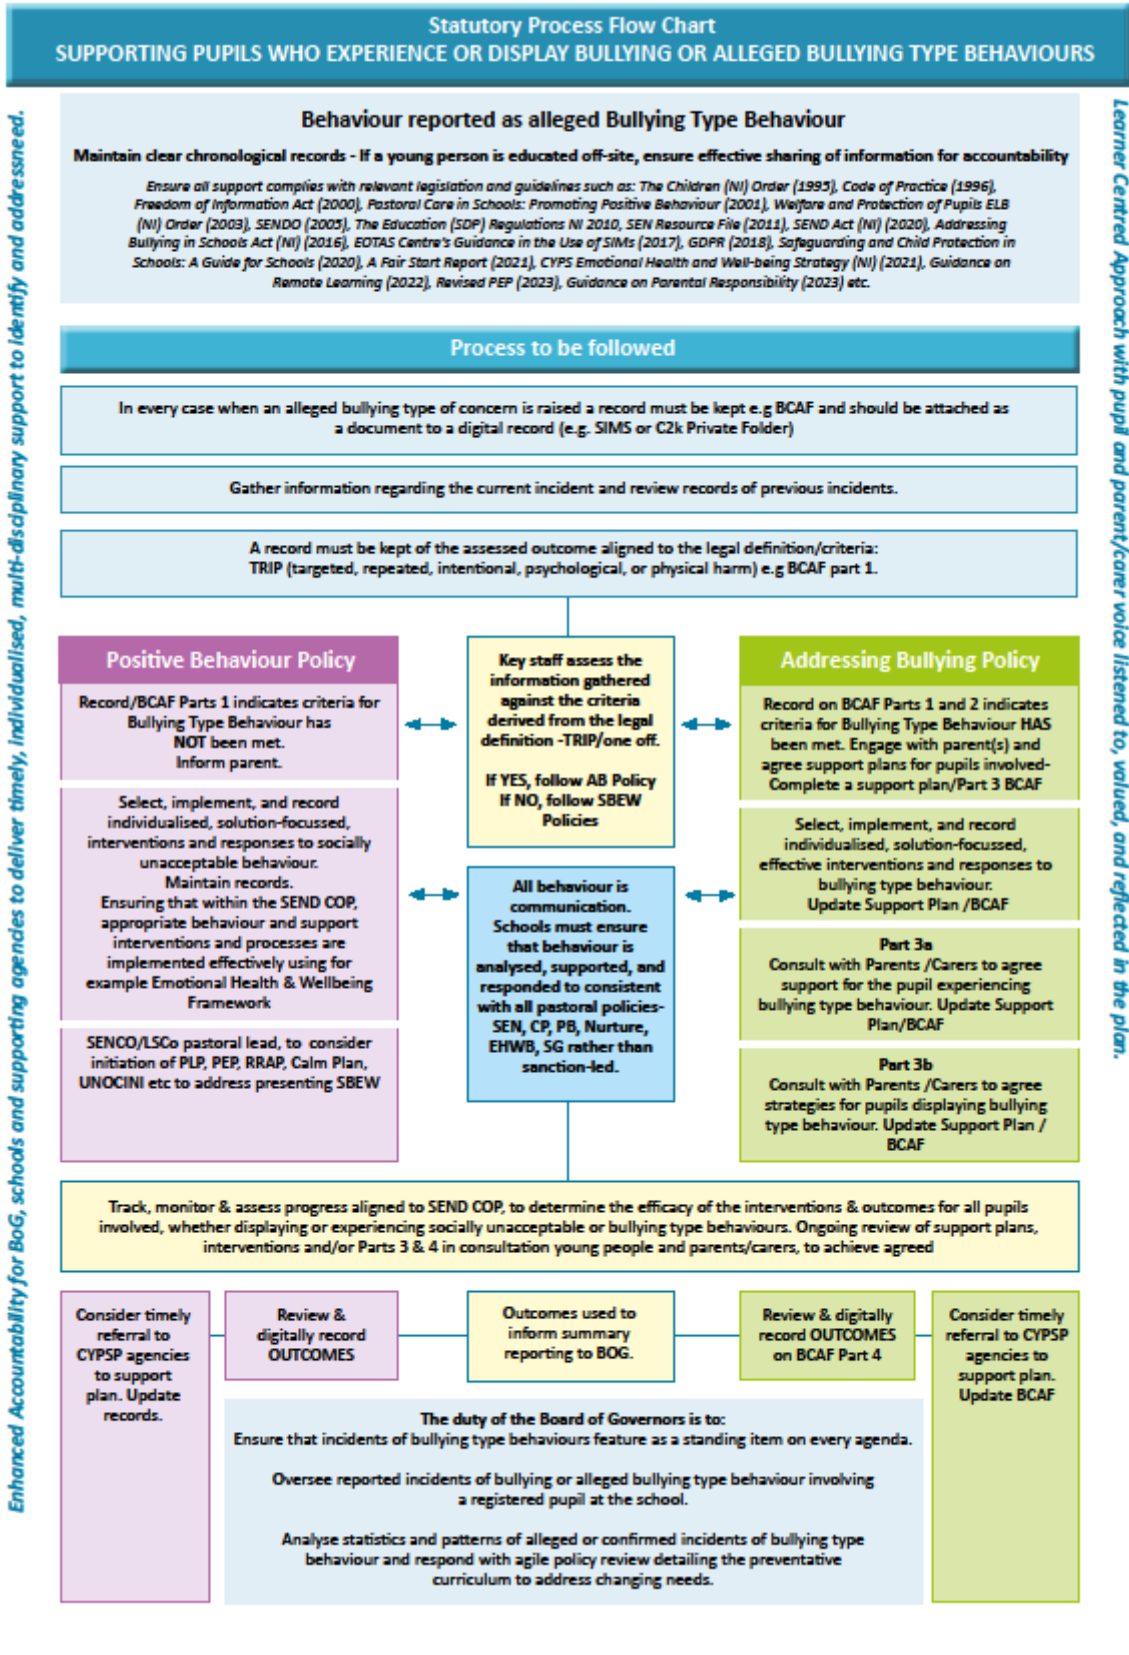 Statutory Process Flow Chart
SUPPORTING PUPILS WHO EXPERIENCE OR DISPLAY BULLYING OR ALLEGED BULLYING TYPE BEHAVIOURS
Enhanced Accountability for BoG, schools and supporting agencies to deliver timely, individualised, multi-disciplinary support to identify and addressneed.
Learner Centred Approach with pupil and parent/carer voice listened to, valued, and reflected in the plan.
Behaviour reported as alleged Bullying Type Behaviour
Maintain clear chronological records - If a young person is educated off-site, ensure effective sharing of information for accountability
Ensure all support complies with relevant legislation and guidelines such as: The Children (NI) Order (1995), Code of Practice (1996),
Freedom of Information Act (2000), Pastoral Care in Schools: Promoting Positive Behaviour (2001), Welfare and Protection of Pupils ELB
(NI) Order (2003), SENDO (2005), The Education (SDP) Regulations NI 2010, SEN Resource File (2011), SEND Act (NI) (2020), Addressing
Bullying in Schools Act (NI) (2016), EOTAS Centre's Guidance in the Use of SIMs (2017), GDPR (2018), Safeguarding and Child Protection in
Schools: A Guide for Schools (2020), A Fair Start Report (2021), CYPS Emotional Health and Well-being Strategy (NI) (2021), Guidance on
Remote Learning (2022), Revised PEP (2023), Guidance on Parental Responsibility (2023) etc.
Process to be followed
In every case when an alleged bullying type of concern is raised a record must be kept e.g BCAF and should be attached as
a document to a digital record (e.g. SIMS or C2k Private Folder)
Gather information regarding the current incident and review records of previous incidents.
A record must be kept of the assessed outcome aligned to the legal definition/criteria:
TRIP (targeted, repeated, intentional, psychological, or physical harm) e.g BCAF part 1.
Positive Behaviour Policy
Record/BCAF Parts 1 indicates criteria for
Bullying Type Behaviour has
NOT been met.
Inform parent.
Select, implement, and record
individualised, solution-focussed,
interventions and responses to socially
unacceptable behaviour.
Maintain records.
Ensuring that within the SEND COP,
appropriate behaviour and support
interventions and processes are
implemented effectively using for
example Emotional Health & Wellbeing
Framework
SENCO/LSCo pastoral lead, to consider
initiation of PLP, PEP, RRAP, Calm Plan,
UNOCINI etc to address presenting SBEW
Key staff assess the
information gathered
against the criteria
derived from the legal
definition -TRIP/one off.
If YES, follow AB Policy
If NO, follow SBEW
Policies
All behaviour is
communication.
Schools must ensure
that behaviour is
analysed, supported, and
responded to consistent
with all pastoral policies-
SEN, CP, PB, Nurture,
EHWB, SG rather than
sanction-led.
Addressing Bullying Policy
Record on BCAF Parts 1 and 2 indicates
criteria for Bullying Type Behaviour HAS
been met. Engage with parent(s) and
agree support plans for pupils involved-
Complete a support plan/Part 3 BCAF
Select, implement, and record
individualised, solution-focussed,
effective interventions and responses to
bullying type behaviour.
Update Support Plan /BCAF
Part 3a
Consult with Parents /Carers to agree
support for the pupil experiencing
bullying type behaviour. Update Support
Plan/BCAF
Part 3b
Consult with Parents /Carers to agree
strategies for pupils displaying bullying
type behaviour. Update Support Plan /
BCAF
Track, monitor & assess progress aligned to SEND COP, to determine the efficacy of the interventions & outcomes for all pupils
involved, whether displaying or experiencing socially unacceptable or bullying type behaviours. Ongoing review of support plans,
interventions and/or Parts 3 & 4 in consultation young people and parents/carers, to achieve agreed
Consider timely
referral to
CYPSP agencies
to support
plan. Update
records.
Review &
digitally record
OUTCOMES
Outcomes used to
inform summary
reporting to BOG.
Review & digitally
record OUTCOMES
on BCAF Part 4
Consider timely
referral to CYPSP
agencies to
support plan.
Update BCAF
The duty of the Board of Governors is to:
Ensure that incidents of bullying type behaviours feature as a standing item on every agenda.
Oversee reported incidents of bullying or alleged bullying type behaviour involving
a registered pupil at the school.
Analyse statistics and patterns of alleged or confirmed incidents of bullying type
behaviour and respond with agile policy review detailing the preventative
curriculum to address changing needs.